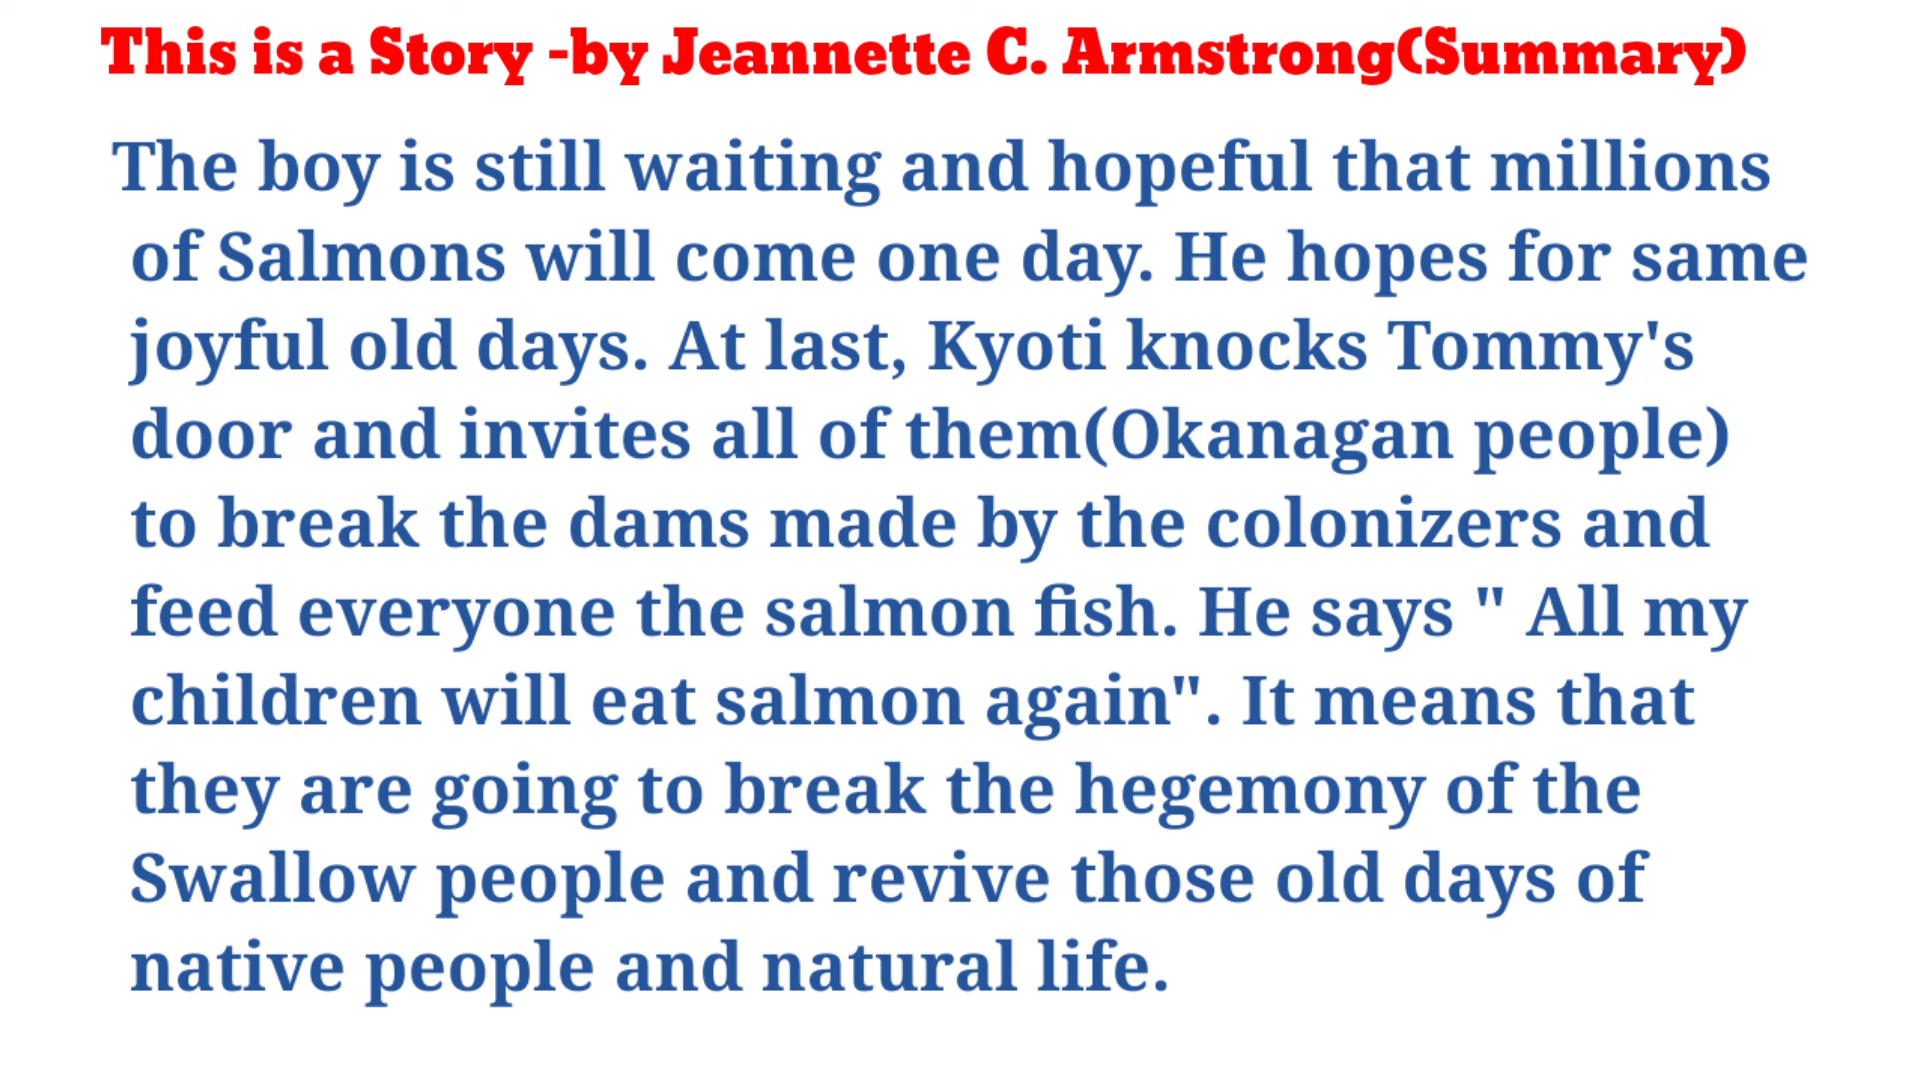 This is a Story -by Jeannette C. Armstrong(Summary)
The boy is still waiting and hopeful that millions
of Salmons will come one day. He hopes for same
joyful old days. At last, Kyoti knocks Tommy's
door and invites all of them(Okanagan people)
to break the dams made by the colonizers and
feed everyone the salmon fish. He says " All my
children will eat salmon again". It means that
they are going to break the hegemony of the
Swallow people and revive those old days of
native people and natural life.